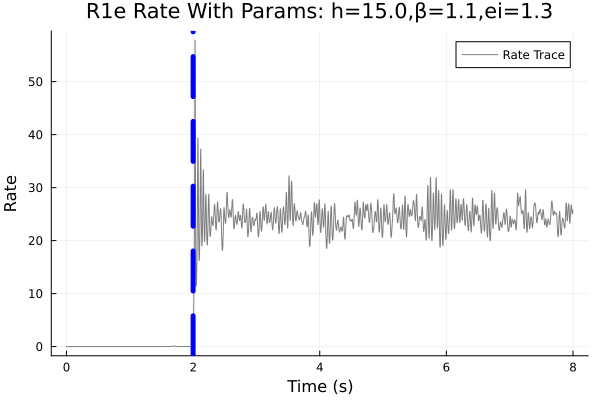 R1e Rate With Params: h=15.0,β=1.1,ei=1.3
Rate Trace
50
40
30
20
10
0
Rate
0 2 4 6 8
Time (s)